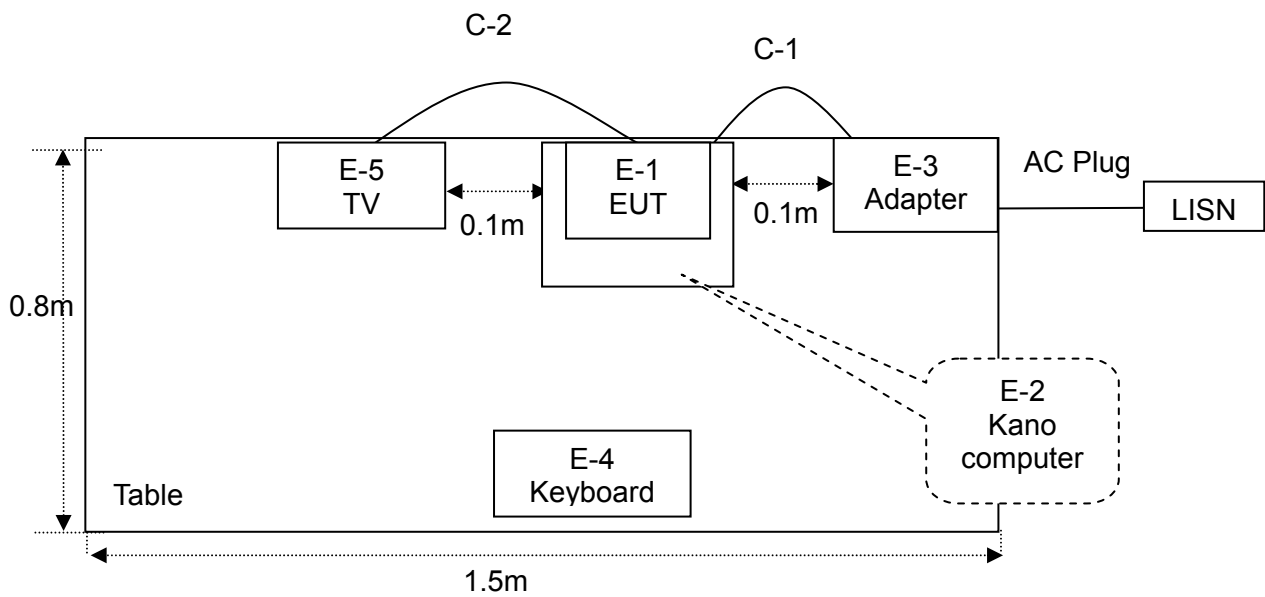 C-2
C-1
E-5
TV
0.1m
E-1
EUT
0.1m
E-3
Adapter
AC Plug
LISN
0.8m
E-2
Kano
computer
E-4
Keyboard
Table
1.5m